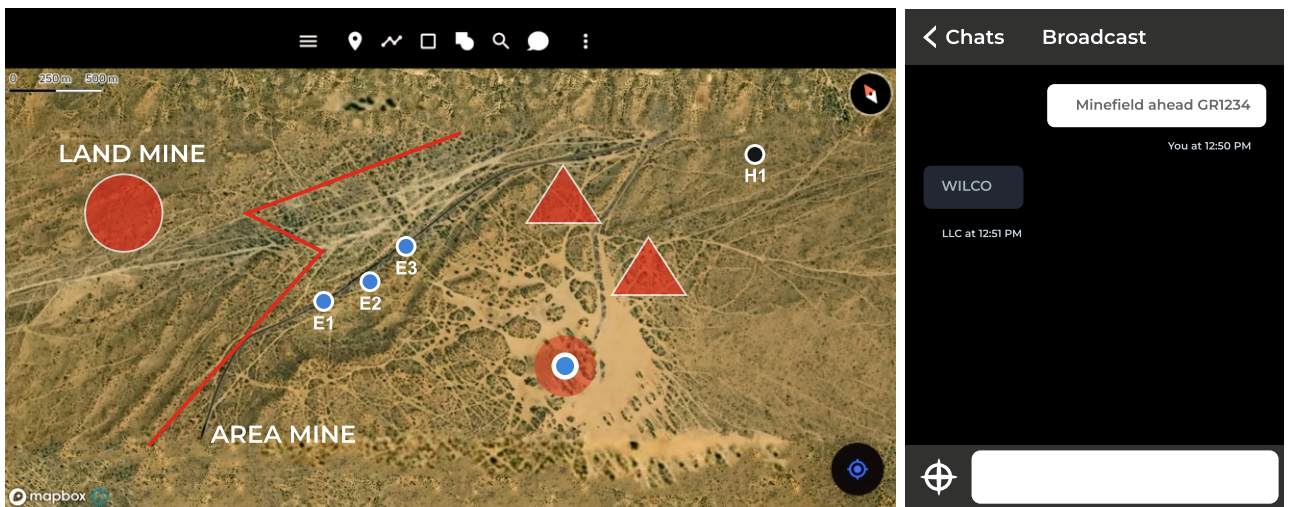 0 250 m 500 m
LAND MINE
H1
E3
E2
E1
AREA MINE
mapbox
Chats Broadcast
Minefield ahead GR1234
You at 12:50 PM
WILCO
LLC at 12:51 PM